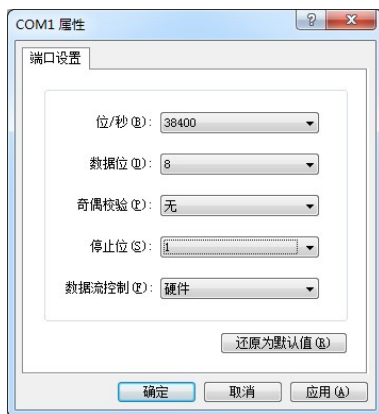 COM1 属性
端口设置
位/秒(B): 38400
数据位(D): 8
奇偶校验(P): 无
停止位(S): 1
数据流控制(F): 硬件
还原为默认值(R)
确定 取消 应用(A)